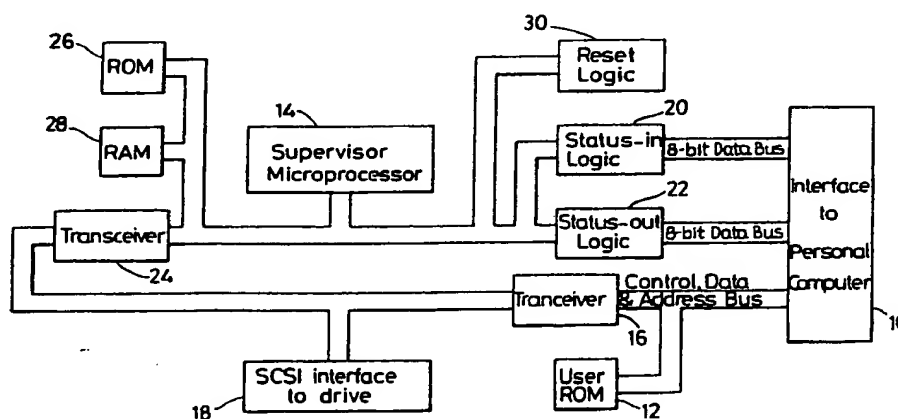 26
ROM
28
RAM
14
Supervisor
Microprocessor
30
Reset
Logic
20
Status-in
Logic
8-bit Data Bus
22
Status-out
Logic
8-bit Data Bus
Interface
to
Personal
Computer
10
Transceiver
24
Tranceiver
16
Control, Data
& Address Bus
SCSI interface
to drive
18
User
ROM
12